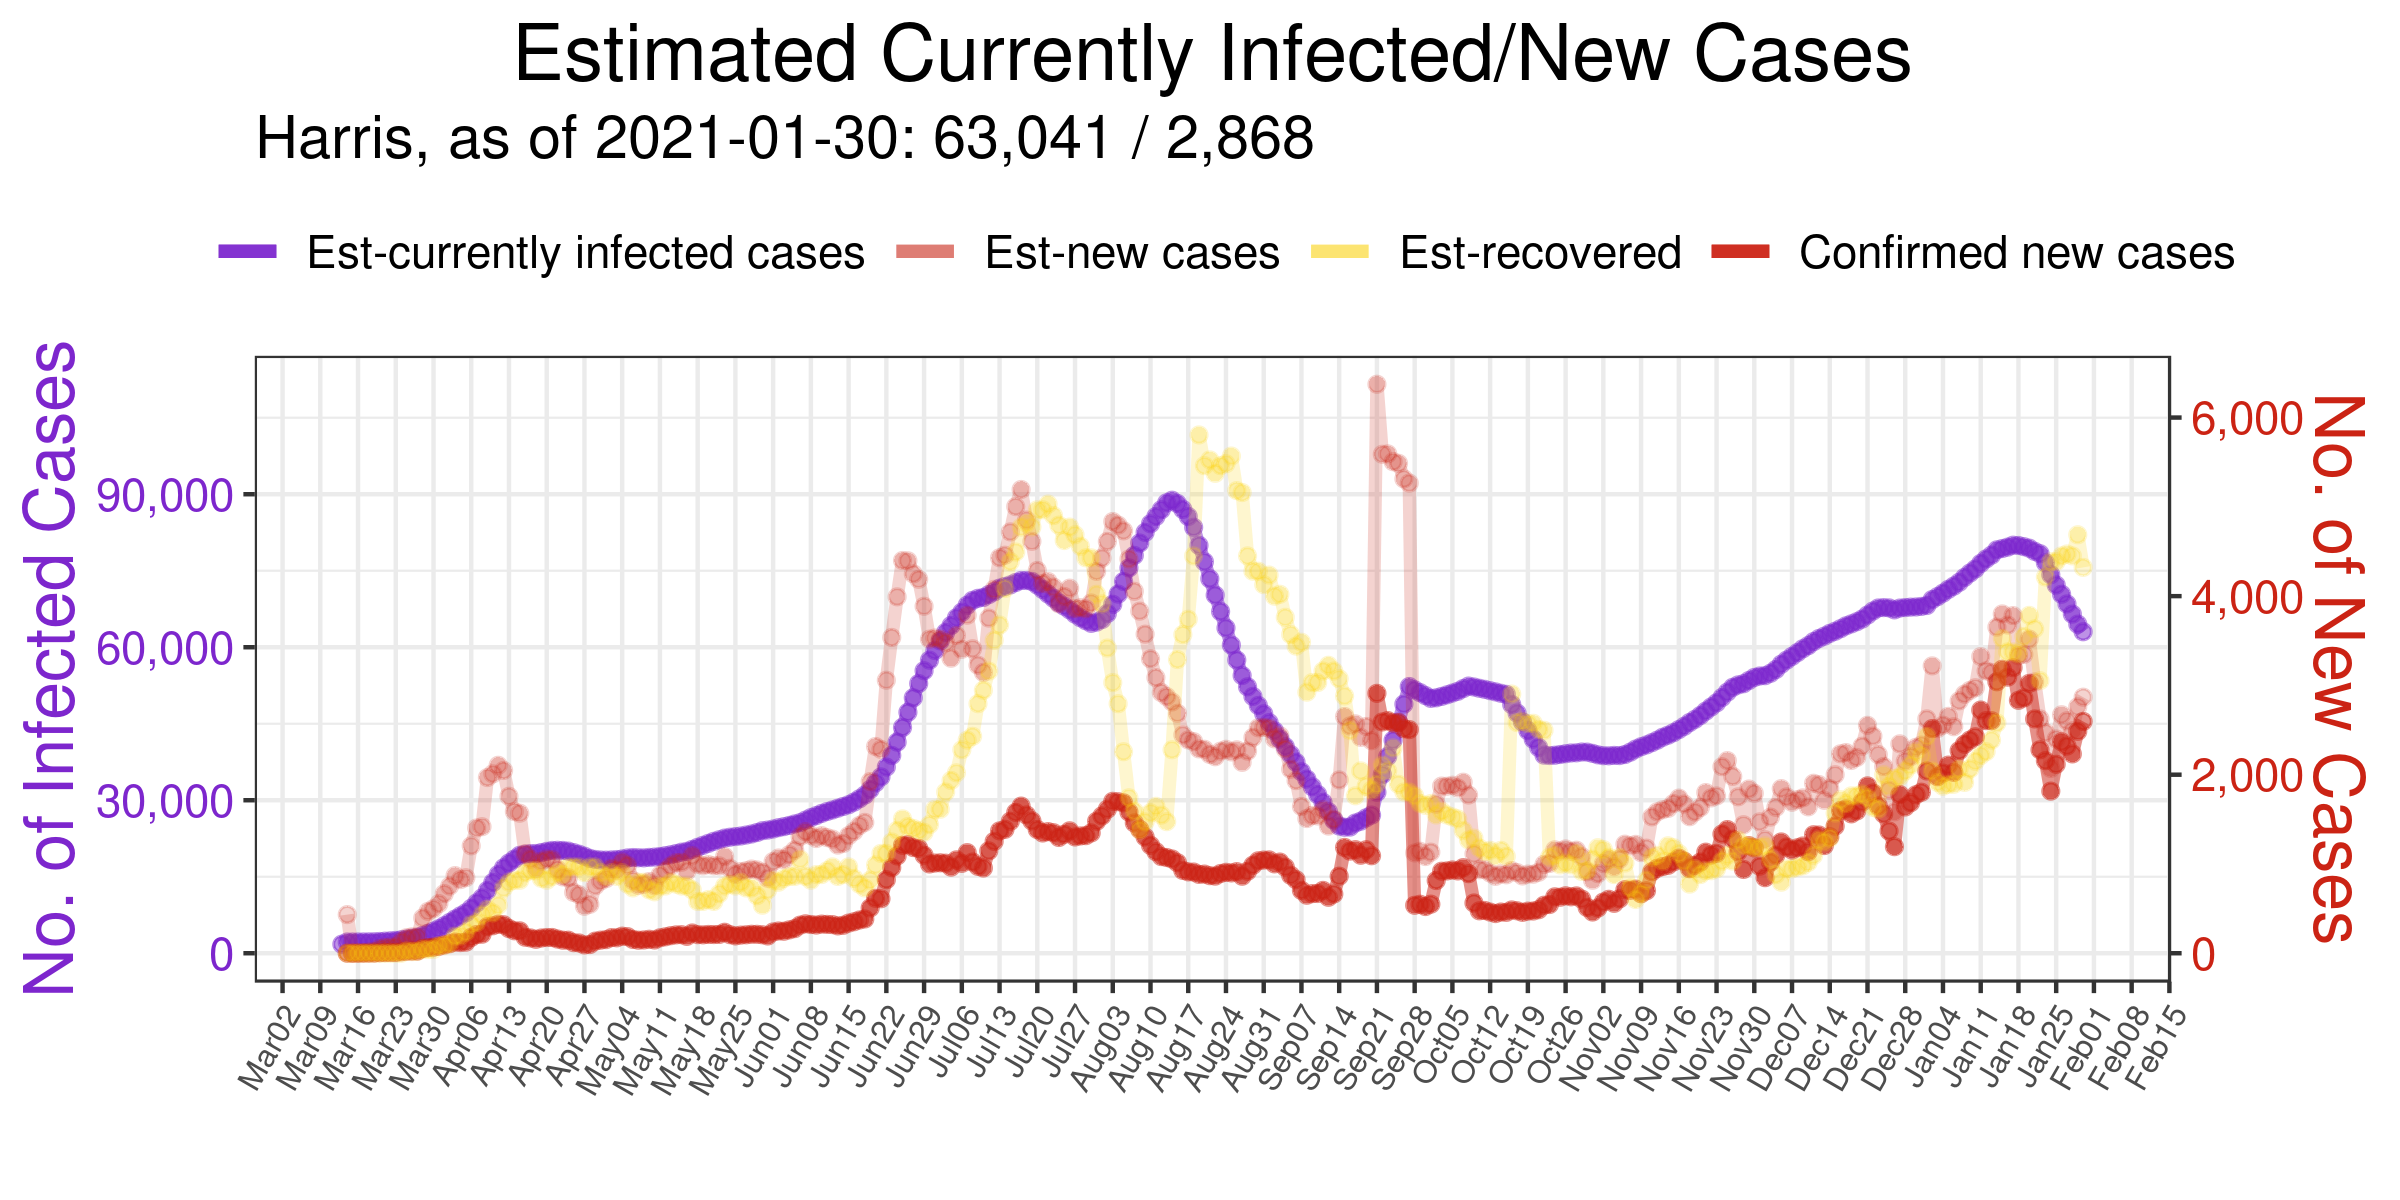 Estimated Currently Infected/New Cases
Harris, as of 2021-01-30: 63,041 / 2,868
Est-currently infected cases
Est-new cases
Est-recovered
Confirmed new cases
No. of Infected Cases
90,000
60,000
30,000
0
6,000
4,000
2,000
0
No. of New Cases
Mar02
Mar09
Mar16
Mar23
Mar30
Apr06
Apr13
Apr20
Apr27
May04
May11
May18
May25
Jun01
Jun08
Jun15
Jun22
Jun29
Jul06
Jul13
Jul20
Jul27
Aug03
Aug10
Aug17
Aug24
Aug31
Sep07
Sep14
Sep21
Sep28
Oct05
Oct12
Oct19
Oct26
Nov02
Nov09
Nov16
Nov23
Nov30
Dec07
Dec14
Dec21
Dec28
Jan04
Jan11
Jan18
Jan25
Feb01
Feb08
Feb15